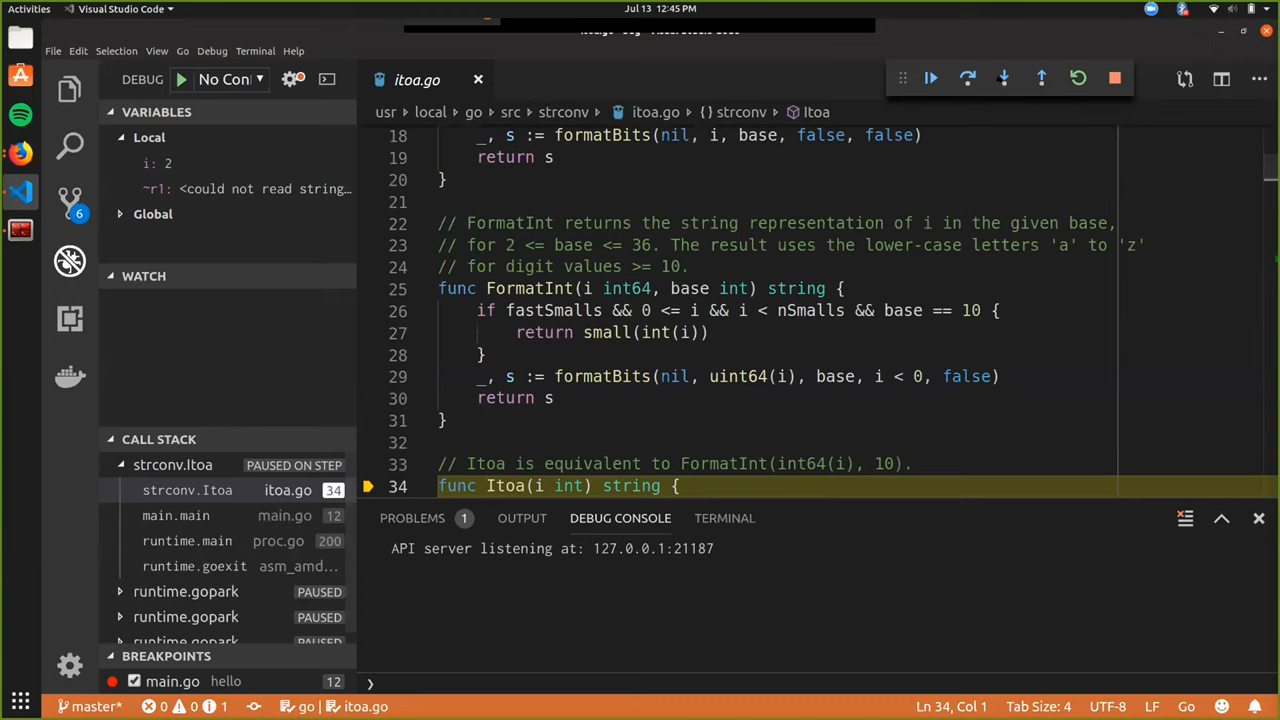 Activities
Visual Studio Code
Jul 13 12:45 PM
File Edit Selection View Go Debug Terminal Help
DEBUG
No Con
itoa.go
usr › local › go › src › strconv › itoa.go › {} strconv › Itoa
VARIABLES
Local
i: 2
~r1: <could not read string...
Global
WATCH
CALL STACK
strconv.Itoa PAUSED ON STEP
strconv.Itoa itoa.go 34
main.main main.go 12
runtime.main proc.go 200
runtime.goexit asm_amd...
runtime.gopark PAUSED
runtime.gopark PAUSED
runtime.gopark PAUSED
BREAKPOINTS
main.go hello 12
18 _, s := formatBits(nil, i, base, false, false)
19 return s
20 }
21
22 // FormatInt returns the string representation of i in the given base,
23 // for 2 <= base <= 36. The result uses the lower-case letters 'a' to 'z'
24 // for digit values >= 10.
25 func FormatInt(i int64, base int) string {
26 if fastSmalls && 0 <= i && i < nSmalls && base == 10 {
27 return small(int(i))
28 }
29 _, s := formatBits(nil, uint64(i), base, i < 0, false)
30 return s
31 }
32
33 // Itoa is equivalent to FormatInt(int64(i), 10).
34 func Itoa(i int) string {
PROBLEMS 1 OUTPUT DEBUG CONSOLE TERMINAL
API server listening at: 127.0.0.1:21187
6
master* 0 0 1 go | itoa.go
Ln 34, Col 1 Tab Size: 4 UTF-8 LF Go